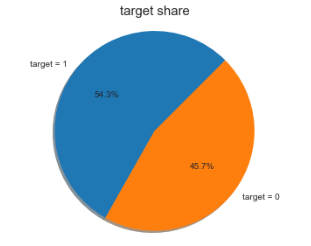 target share
target = 1
54.3%
45.7%
target = 0